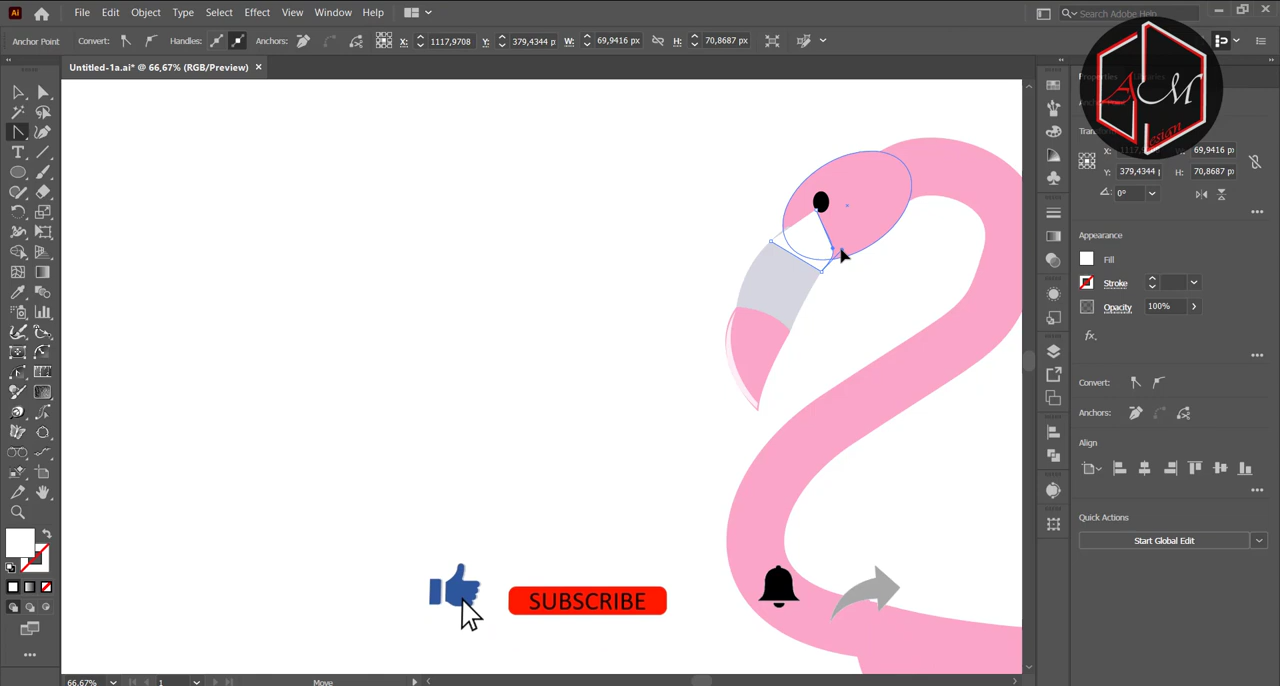 Ai File Edit Object Type Select Effect View Window Help Search Adobe Help
Anchor Point Convert: Handles: Anchors: X: 1117,9708 Y: 379,4344 p W: 69,9416 px H: 70,8687 px
Untitled-1a.ai* @ 66,67% (RGB/Preview) ×
AM
esign
Properties
Transform
X: W: 69,9416 p
Y: 379,4344 H: 70,8687 p
0°
Appearance
Fill
Stroke
Opacity 100%
fx.
Convert:
Anchors:
Align
Quick Actions
Start Global Edit
SUBSCRIBE
66,67% 1 Move